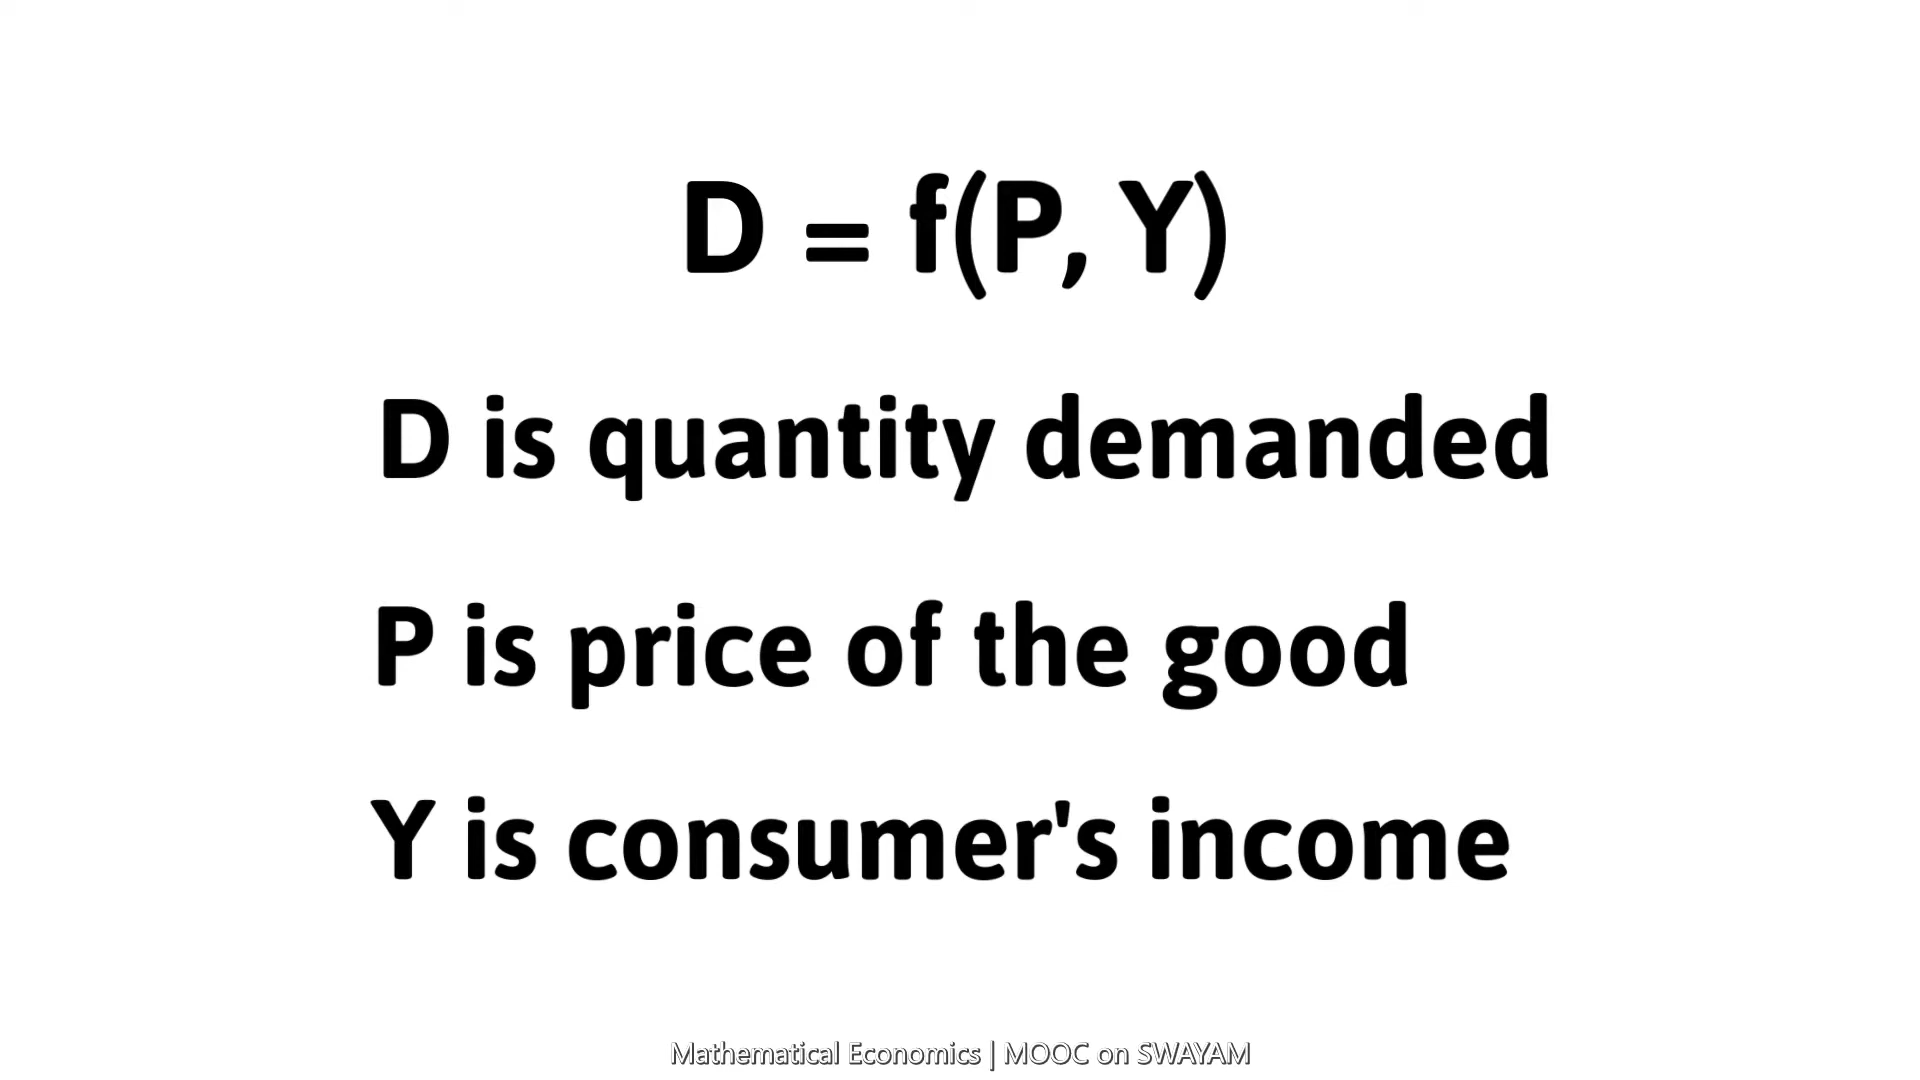 D = f(P, Y)
D is quantity demanded
P is price of the good
Y is consumer's income
Mathematical Economics | MOOC on SWAYAM